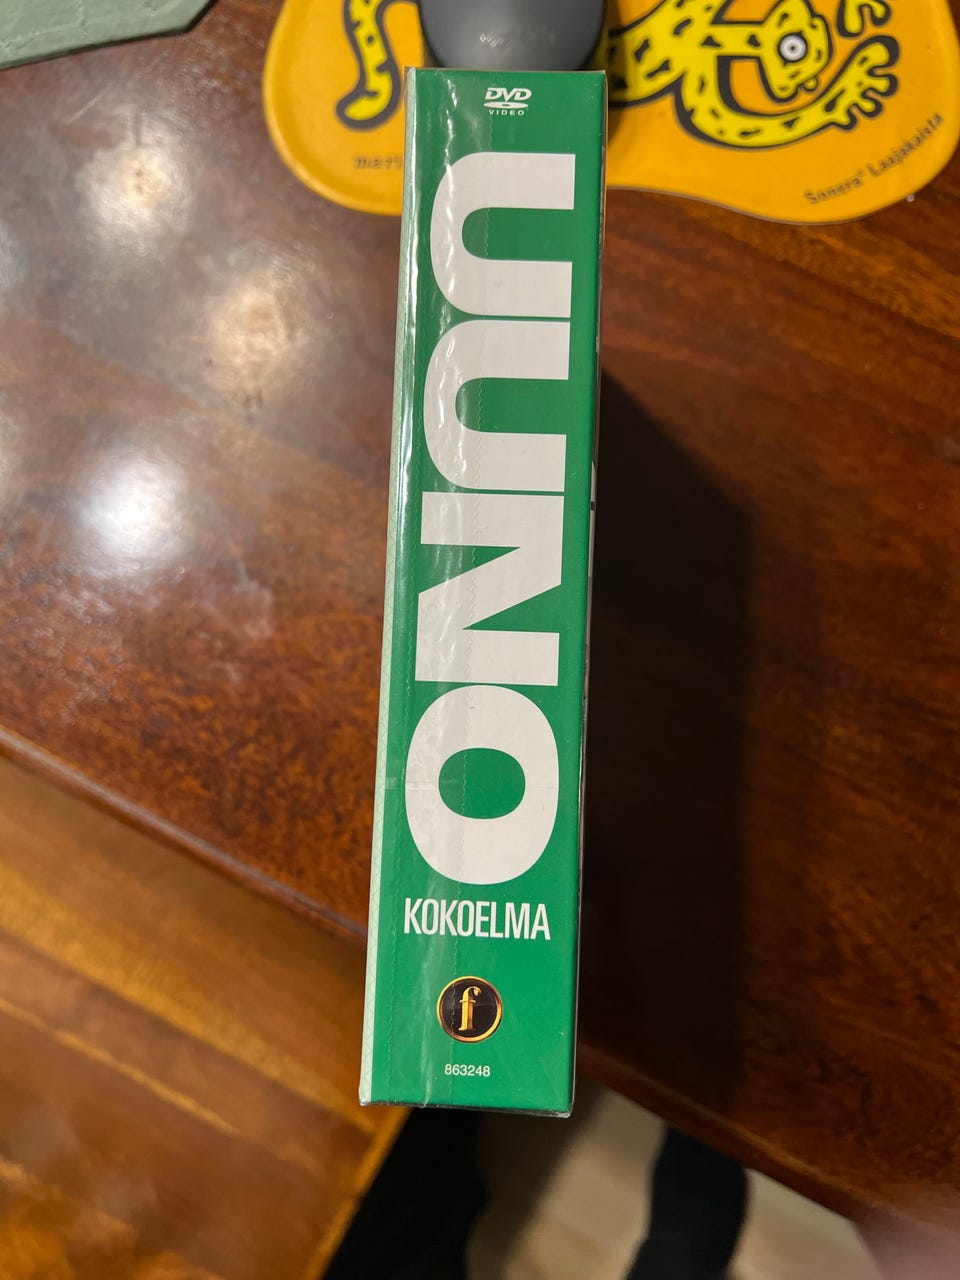 DVD
VIDEO
UUNO
KOKOELMA
f
863248
Sonera® Laajakaista